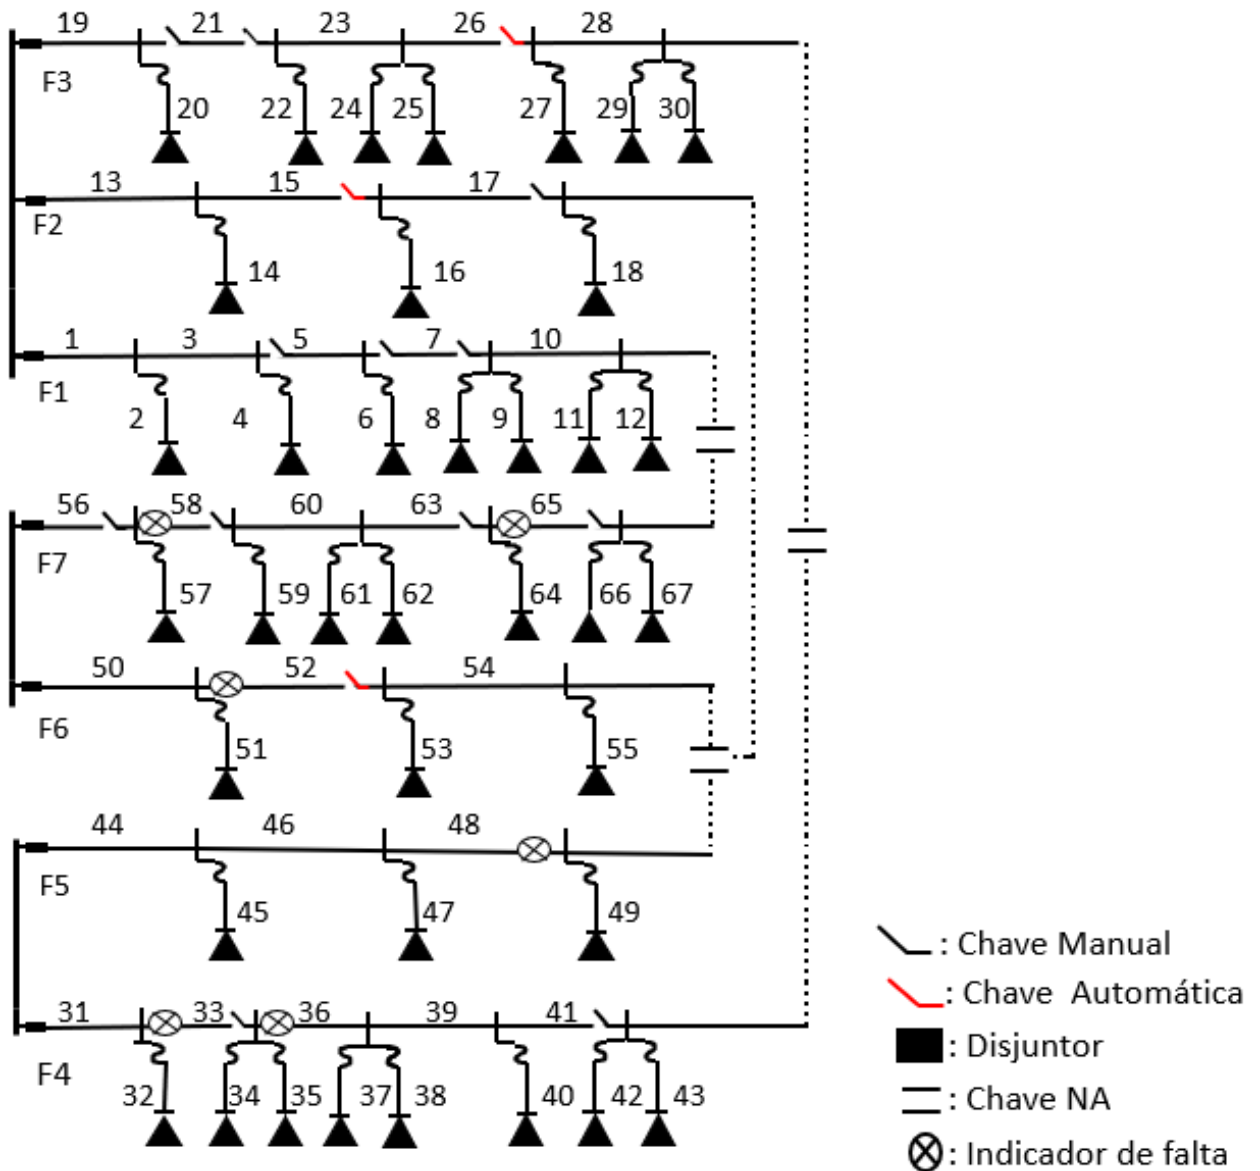 19 21 23 26 28
F3
20 22 24 25 27 29 30
13 15 17
F2
14 16 18
1 3 5 7 10
F1
2 4 6 8 9 11 12
56 58 60 63 65
F7
57 59 61 62 64 66 67
50 52 54
F6
51 53 55
44 46 48
F5
45 47 49
31 33 36 39 41
F4
32 34 35 37 38 40 42 43
: Chave Manual
: Chave Automática
: Disjuntor
: Chave NA
: Indicador de falta